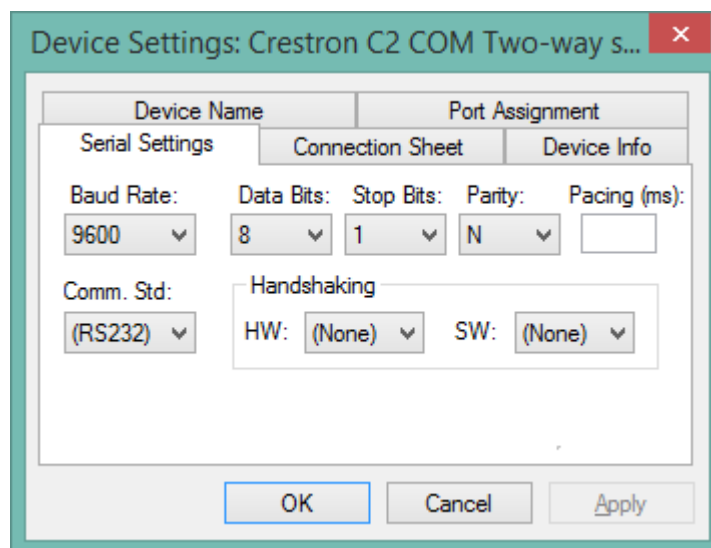 Device Settings: Crestron C2 COM Two-way s...
Device Name Port Assignment
Serial Settings Connection Sheet Device Info
Baud Rate: Data Bits: Stop Bits: Parity: Pacing (ms):
9600 8 1 N
Comm. Std: Handshaking
(RS232) HW: (None) SW: (None)
OK Cancel Apply